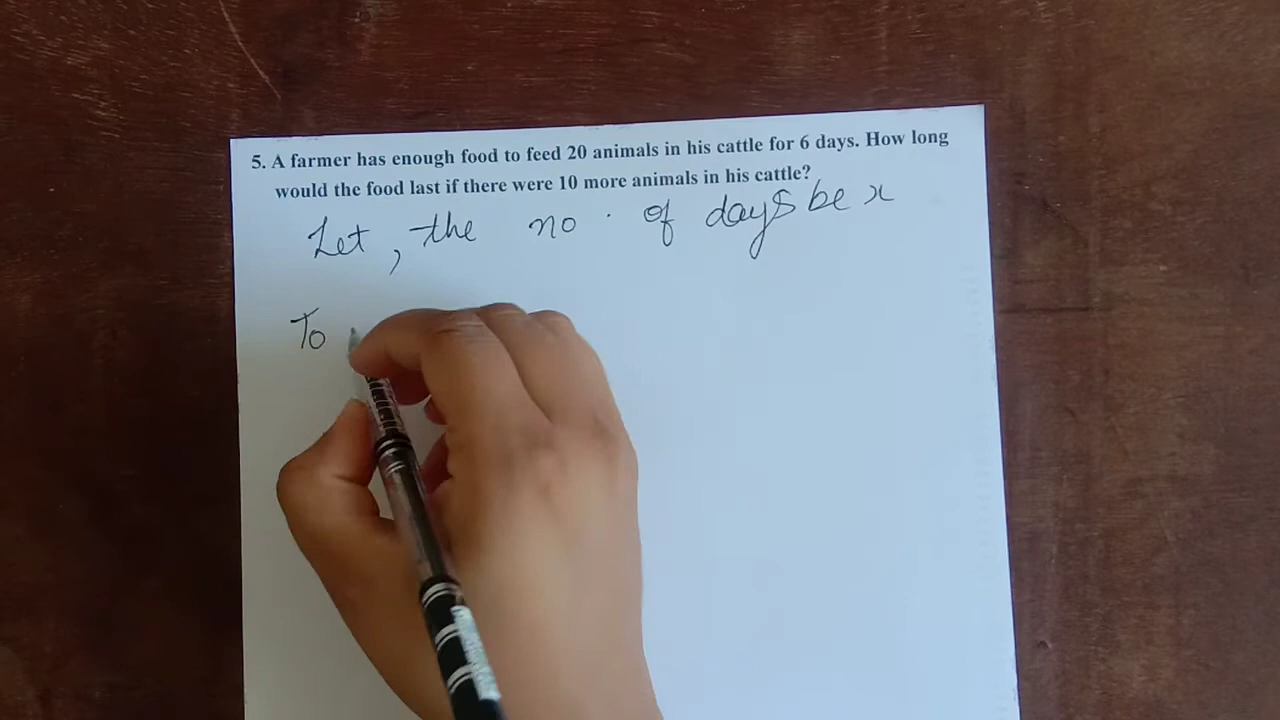 5. A farmer has enough food to feed 20 animals in his cattle for 6 days. How long
would the food last if there were 10 more animals in his cattle?
Let, the no. of days be x
To